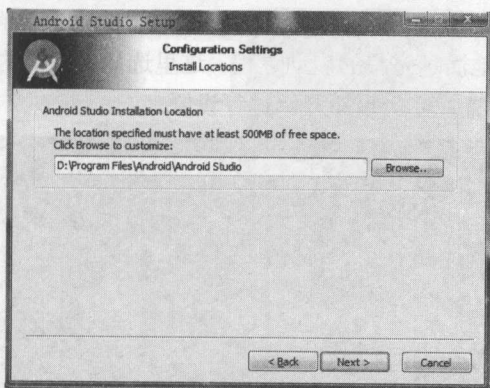 Android Studio Setup
Configuration Settings
Install Locations
Android Studio Installation Location
The location specified must have at least 500MB of free space.
Click Browse to customize:
D:\Program Files\Android\Android Studio
Browse...
< Back
Next >
Cancel